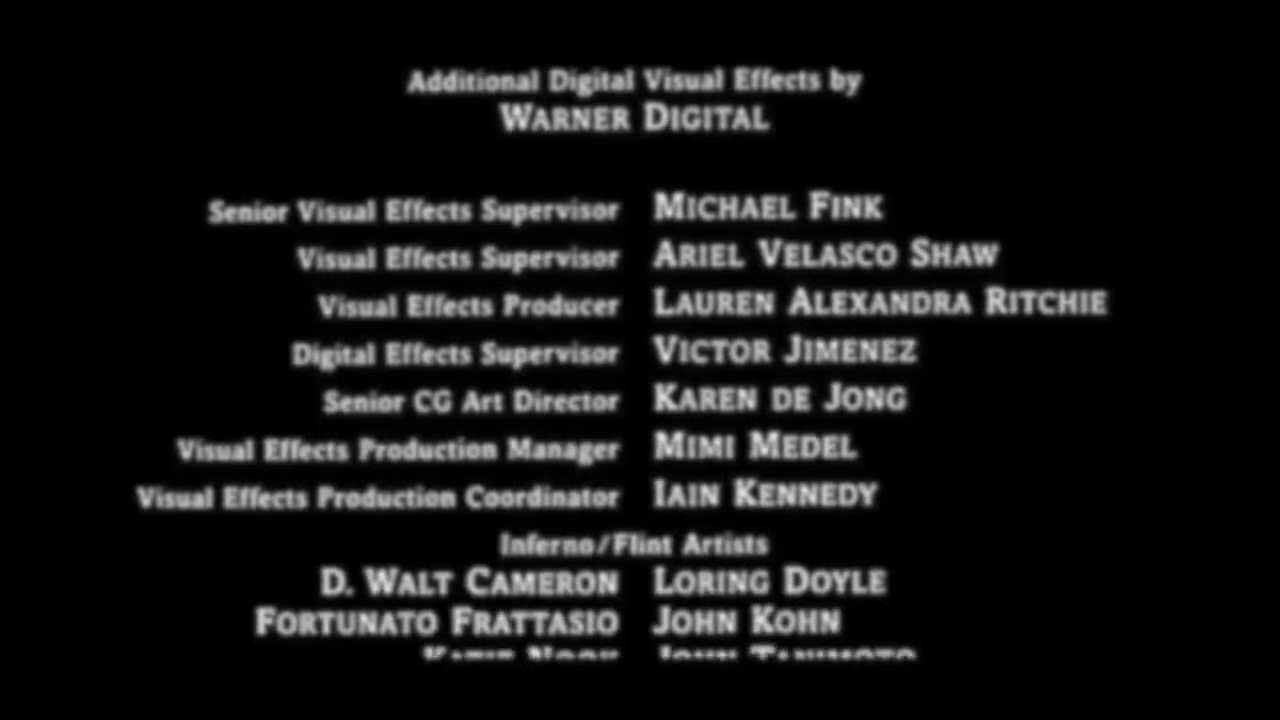 Additional Digital Visual Effects by
WARNER DIGITAL
Senior Visual Effects Supervisor MICHAEL FINK
Visual Effects Supervisor ARIEL VELASCO SHAW
Visual Effects Producer LAUREN ALEXANDRA RITCHIE
Digital Effects Supervisor VICTOR JIMENEZ
Senior CG Art Director KAREN DE JONG
Visual Effects Production Manager MIMI MEDEL
Visual Effects Production Coordinator IAIN KENNEDY
Inferno/Flint Artists
D. WALT CAMERON LORING DOYLE
FORTUNATO FRATTASIO JOHN KOHN
JOHN TANIMOTO